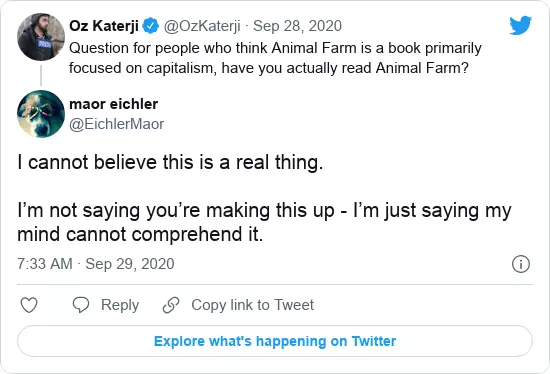 Oz Katerji @OzKaterji · Sep 28, 2020
Question for people who think Animal Farm is a book primarily
focused on capitalism, have you actually read Animal Farm?
maor eichler
@EichlerMaor
I cannot believe this is a real thing.
I’m not saying you’re making this up - I’m just saying my
mind cannot comprehend it.
7:33 AM · Sep 29, 2020
Reply Copy link to Tweet
Explore what's happening on Twitter